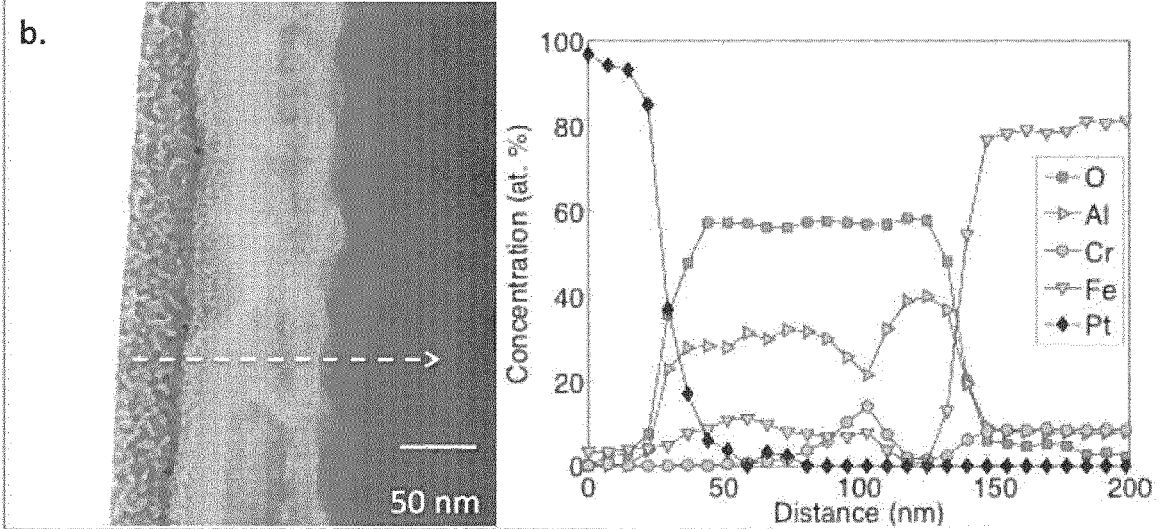 b.
50 nm
Concentration (at. %)
100
80
60
40
20
0
0
50
100
150
200
Distance (nm)
O
Al
Cr
Fe
Pt